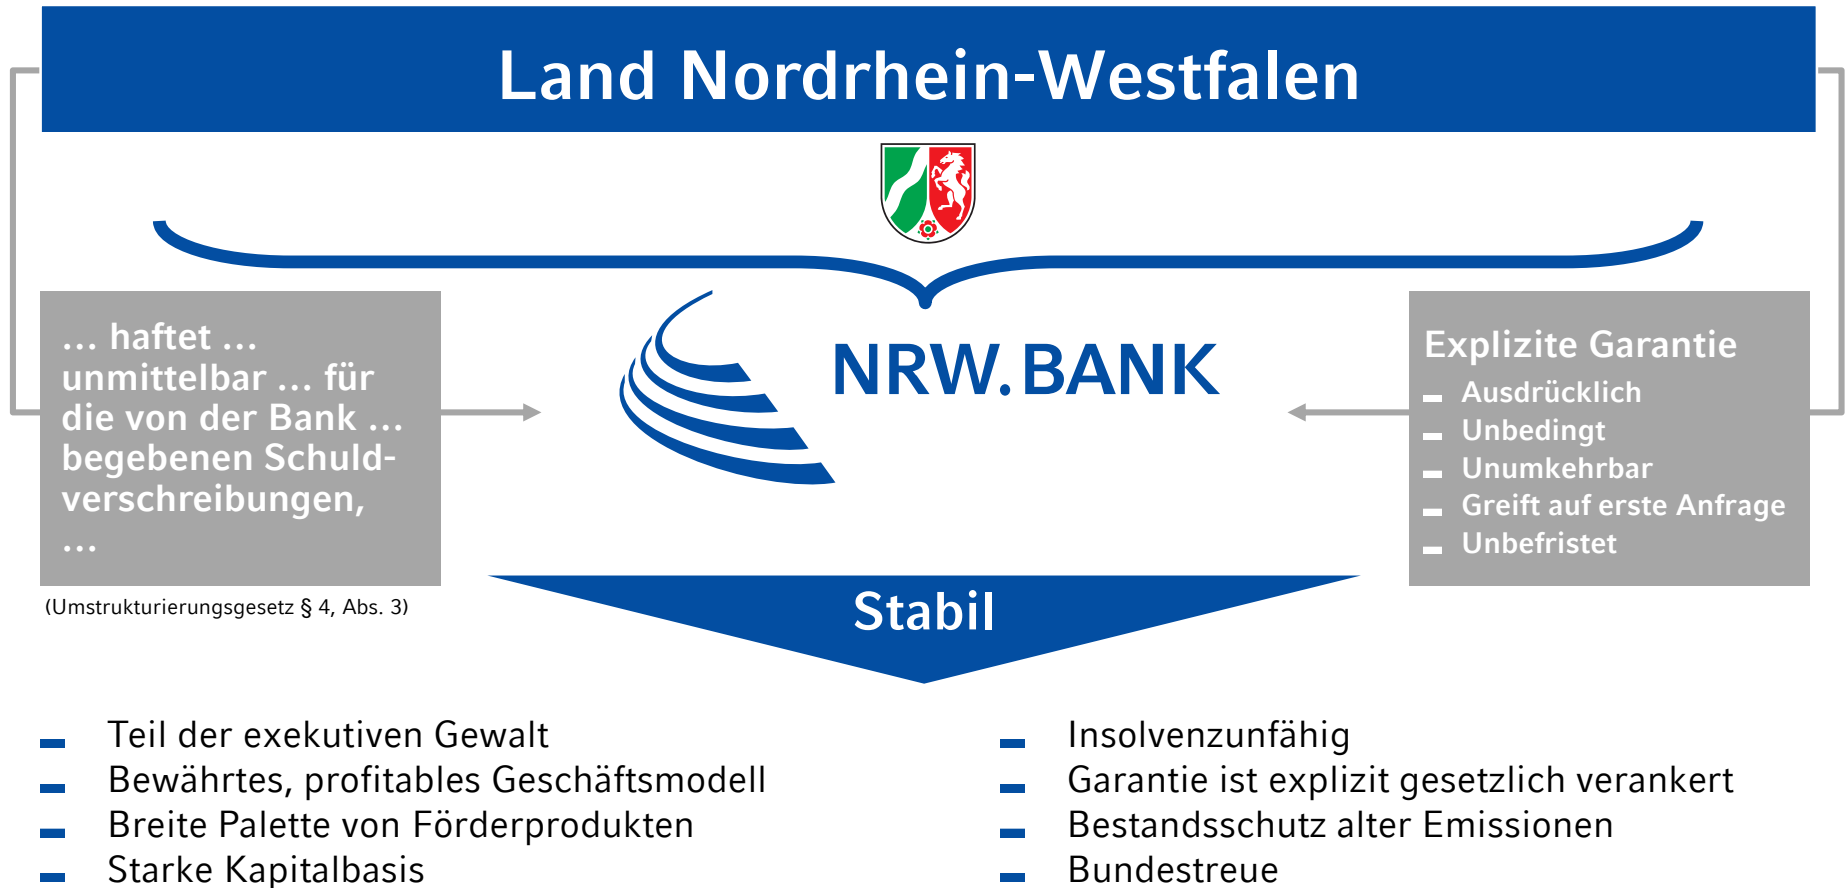 Land Nordrhein-Westfalen
... haftet ...
unmittelbar ... für
die von der Bank ...
begebenen Schuld-
verschreibungen,
...
(Umstrukturierungsgesetz § 4, Abs. 3)
NRW.BANK
Explizite Garantie
Ausdrücklich
Unbedingt
Unumkehrbar
Greift auf erste Anfrage
Unbefristet
Stabil
Teil der exekutiven Gewalt
Bewährtes, profitables Geschäftsmodell
Breite Palette von Förderprodukten
Starke Kapitalbasis
Insolvenzunfähig
Garantie ist explizit gesetzlich verankert
Bestandsschutz alter Emissionen
Bundestreue